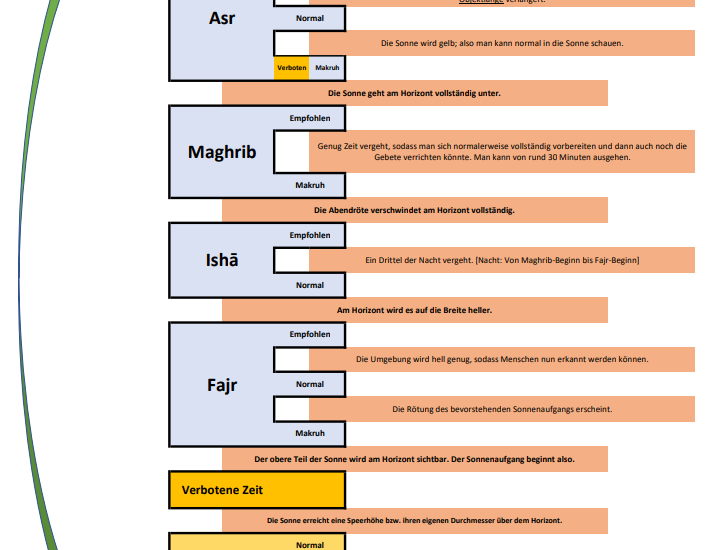 Objektlänge verlängert.
Asr
Normal
Die Sonne wird gelb; also man kann normal in die Sonne schauen.
Verboten Makruh
Die Sonne geht am Horizont vollständig unter.
Empfohlen
Maghrib
Genug Zeit vergeht, sodass man sich normalerweise vollständig vorbereiten und dann auch noch die
Gebete verrichten könnte. Man kann von rund 30 Minuten ausgehen.
Makruh
Die Abendröte verschwindet am Horizont vollständig.
Empfohlen
Ishā
Ein Drittel der Nacht vergeht. [Nacht: Von Maghrib-Beginn bis Fajr-Beginn]
Normal
Am Horizont wird es auf die Breite heller.
Empfohlen
Die Umgebung wird hell genug, sodass Menschen nun erkannt werden können.
Fajr
Normal
Die Rötung des bevorstehenden Sonnenaufgangs erscheint.
Makruh
Der obere Teil der Sonne wird am Horizont sichtbar. Der Sonnenaufgang beginnt also.
Verbotene Zeit
Die Sonne erreicht eine Speerhöhe bzw. ihren eigenen Durchmesser über dem Horizont.
Normal